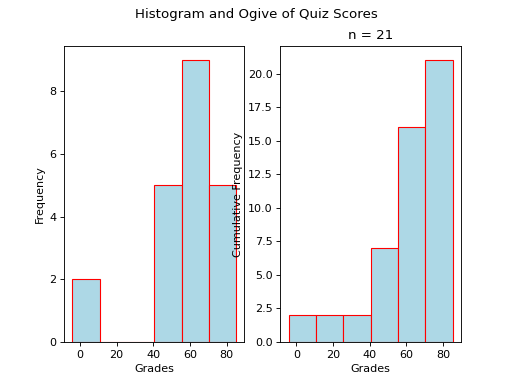 Histogram and Ogive of Quiz Scores
n = 21
8
6
4
2
0
Frequency
0 20 40 60 80
Grades
20.0
17.5
15.0
12.5
10.0
7.5
5.0
2.5
0.0
Cumulative Frequency
0 20 40 60 80
Grades